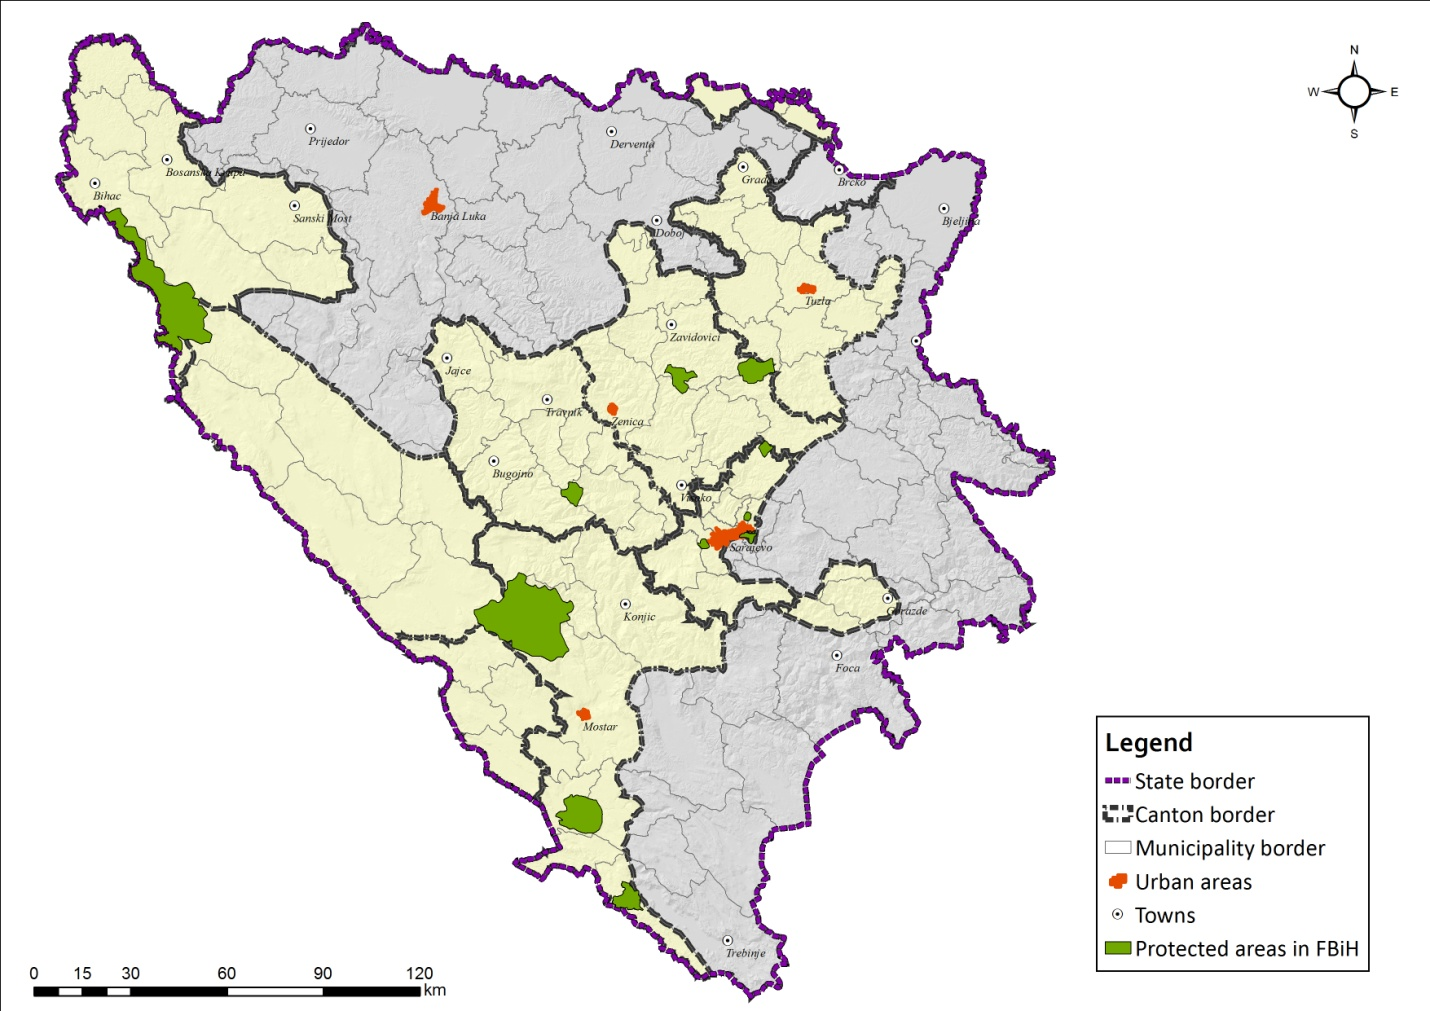 N
W E
S
Prijedor
Derventa
Bosanska Krupa
Gradacac
Brcko
Bihac
Sanski Most
Banja Luka
Doboj
Bjeljina
Tuzla
Zavidovici
Jajce
Travnik
Zenica
Bugojno
Visoko
Sarajevo
Konjic
Gorazde
Foca
Mostar
Trebinje
Legend
State border
Canton border
Municipality border
Urban areas
Towns
Protected areas in FBiH
0 15 30 60 90 120
km